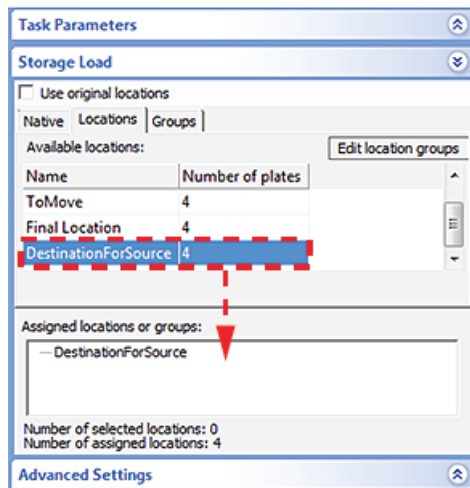 Task Parameters
Storage Load
Use original locations
Native Locations Groups
Available locations: Edit location groups
Name Number of plates
ToMove 4
Final Location 4
DestinationForSource 4
Assigned locations or groups:
DestinationForSource
Number of selected locations: 0
Number of assigned locations: 4
Advanced Settings